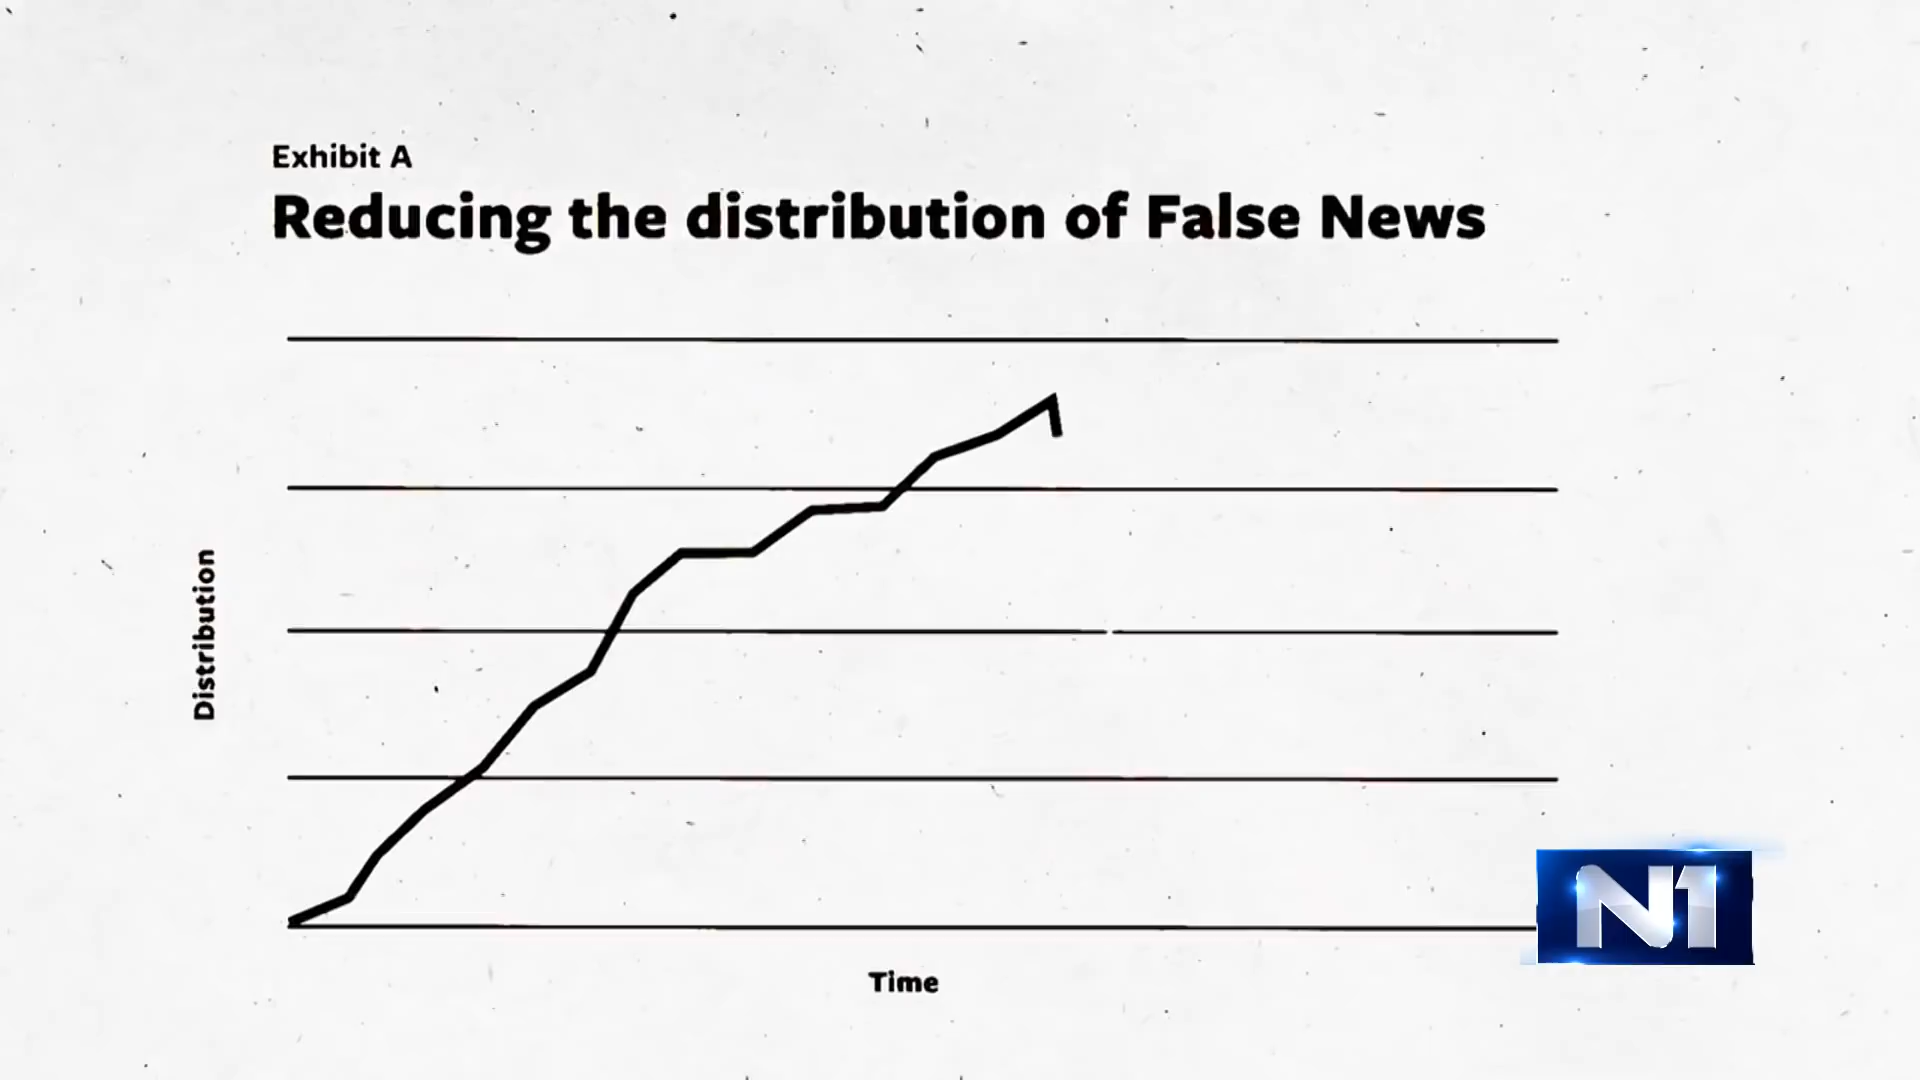 Exhibit A
Reducing the distribution of False News
Distribution
Time
N1